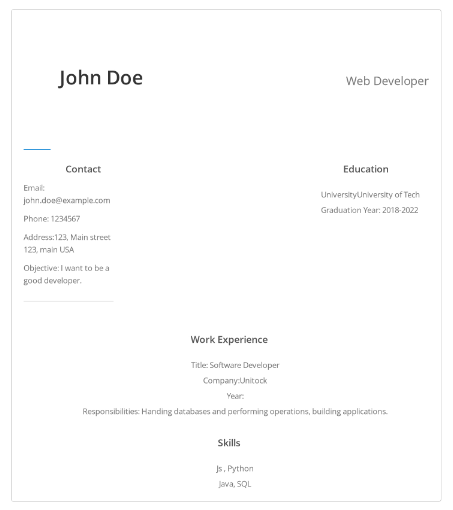 John Doe
Web Developer
Contact
Email:
john.doe@example.com
Phone: 1234567
Address:123, Main street
123, main USA
Objective: I want to be a
good developer.
Education
UniversityUniversity of Tech
Graduation Year: 2018-2022
Work Experience
Title: Software Developer
Company:Unitock
Year:
Responsibilities: Handing databases and performing operations, building applications.
Skills
Js , Python
Java, SQL